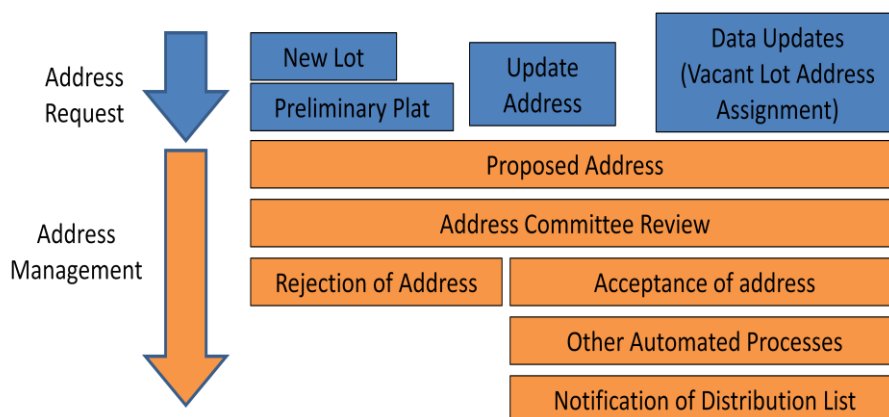 Address
Request
New Lot
Preliminary Plat
Update
Address
Data Updates
(Vacant Lot Address
Assignment)
Address
Management
Proposed Address
Address Committee Review
Rejection of Address
Acceptance of address
Other Automated Processes
Notification of Distribution List